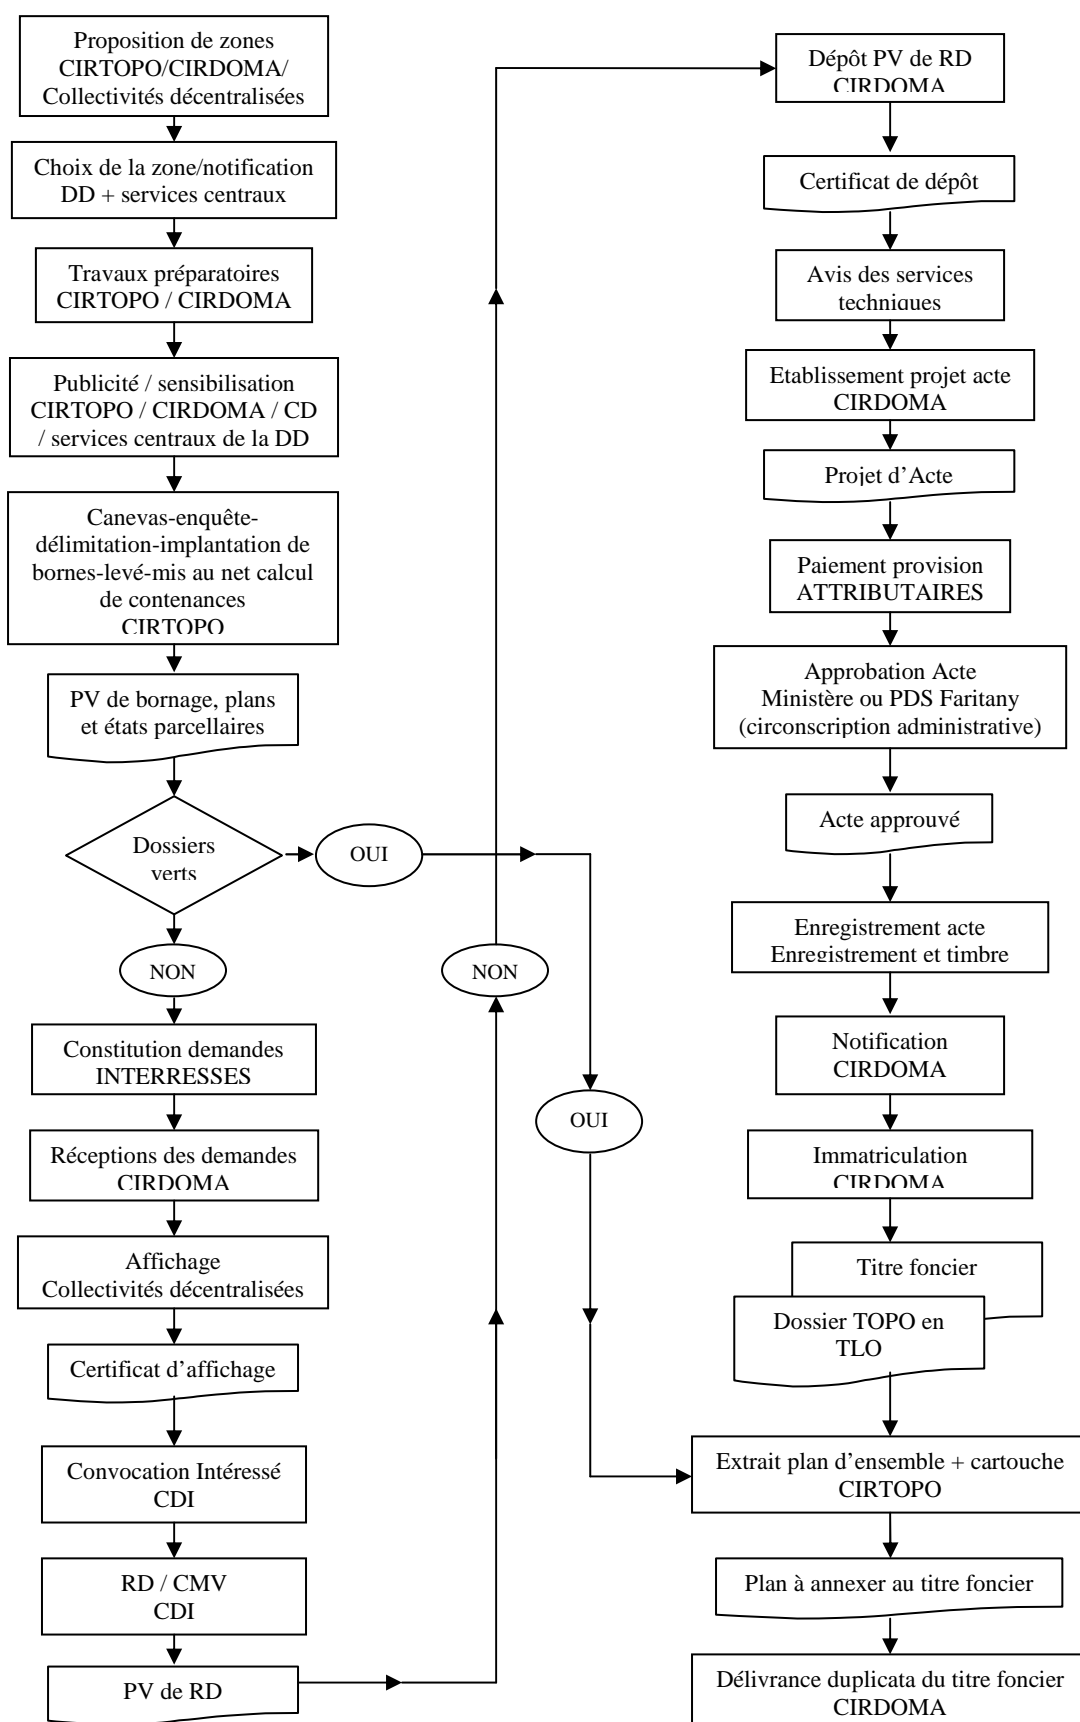 Proposition de zones
CIRTOPO/CIRDOMA/
Collectivités décentralisées
Choix de la zone/notification
DD + services centraux
Travaux préparatoires
CIRTOPO / CIRDOMA
Publicité / sensibilisation
CIRTOPO / CIRDOMA / CD
/ services centraux de la DD
Canevas-enquête-
délimitation-implantation de
bornes-levé-mis au net calcul
de contenances
CIRTOPO
PV de bornage, plans
et états parcellaires
Dossiers
verts
OUI
NON
Constitution demandes
INTERRESSES
Réceptions des demandes
CIRDOMA
Affichage
Collectivités décentralisées
Certificat d’affichage
Convocation Intéressé
CDI
RD / CMV
CDI
PV de RD
NON
OUI
Dépôt PV de RD
CIRDOMA
Certificat de dépôt
Avis des services
techniques
Etablissement projet acte
CIRDOMA
Projet d’Acte
Paiement provision
ATTRIBUTAIRES
Approbation Acte
Ministère ou PDS Faritany
(circonscription administrative)
Acte approuvé
Enregistrement acte
Enregistrement et timbre
Notification
CIRDOMA
Immatriculation
CIRDOMA
Titre foncier
Dossier TOPO en
TLO
Extrait plan d’ensemble + cartouche
CIRTOPO
Plan à annexer au titre foncier
Délivrance duplicata du titre foncier
CIRDOMA